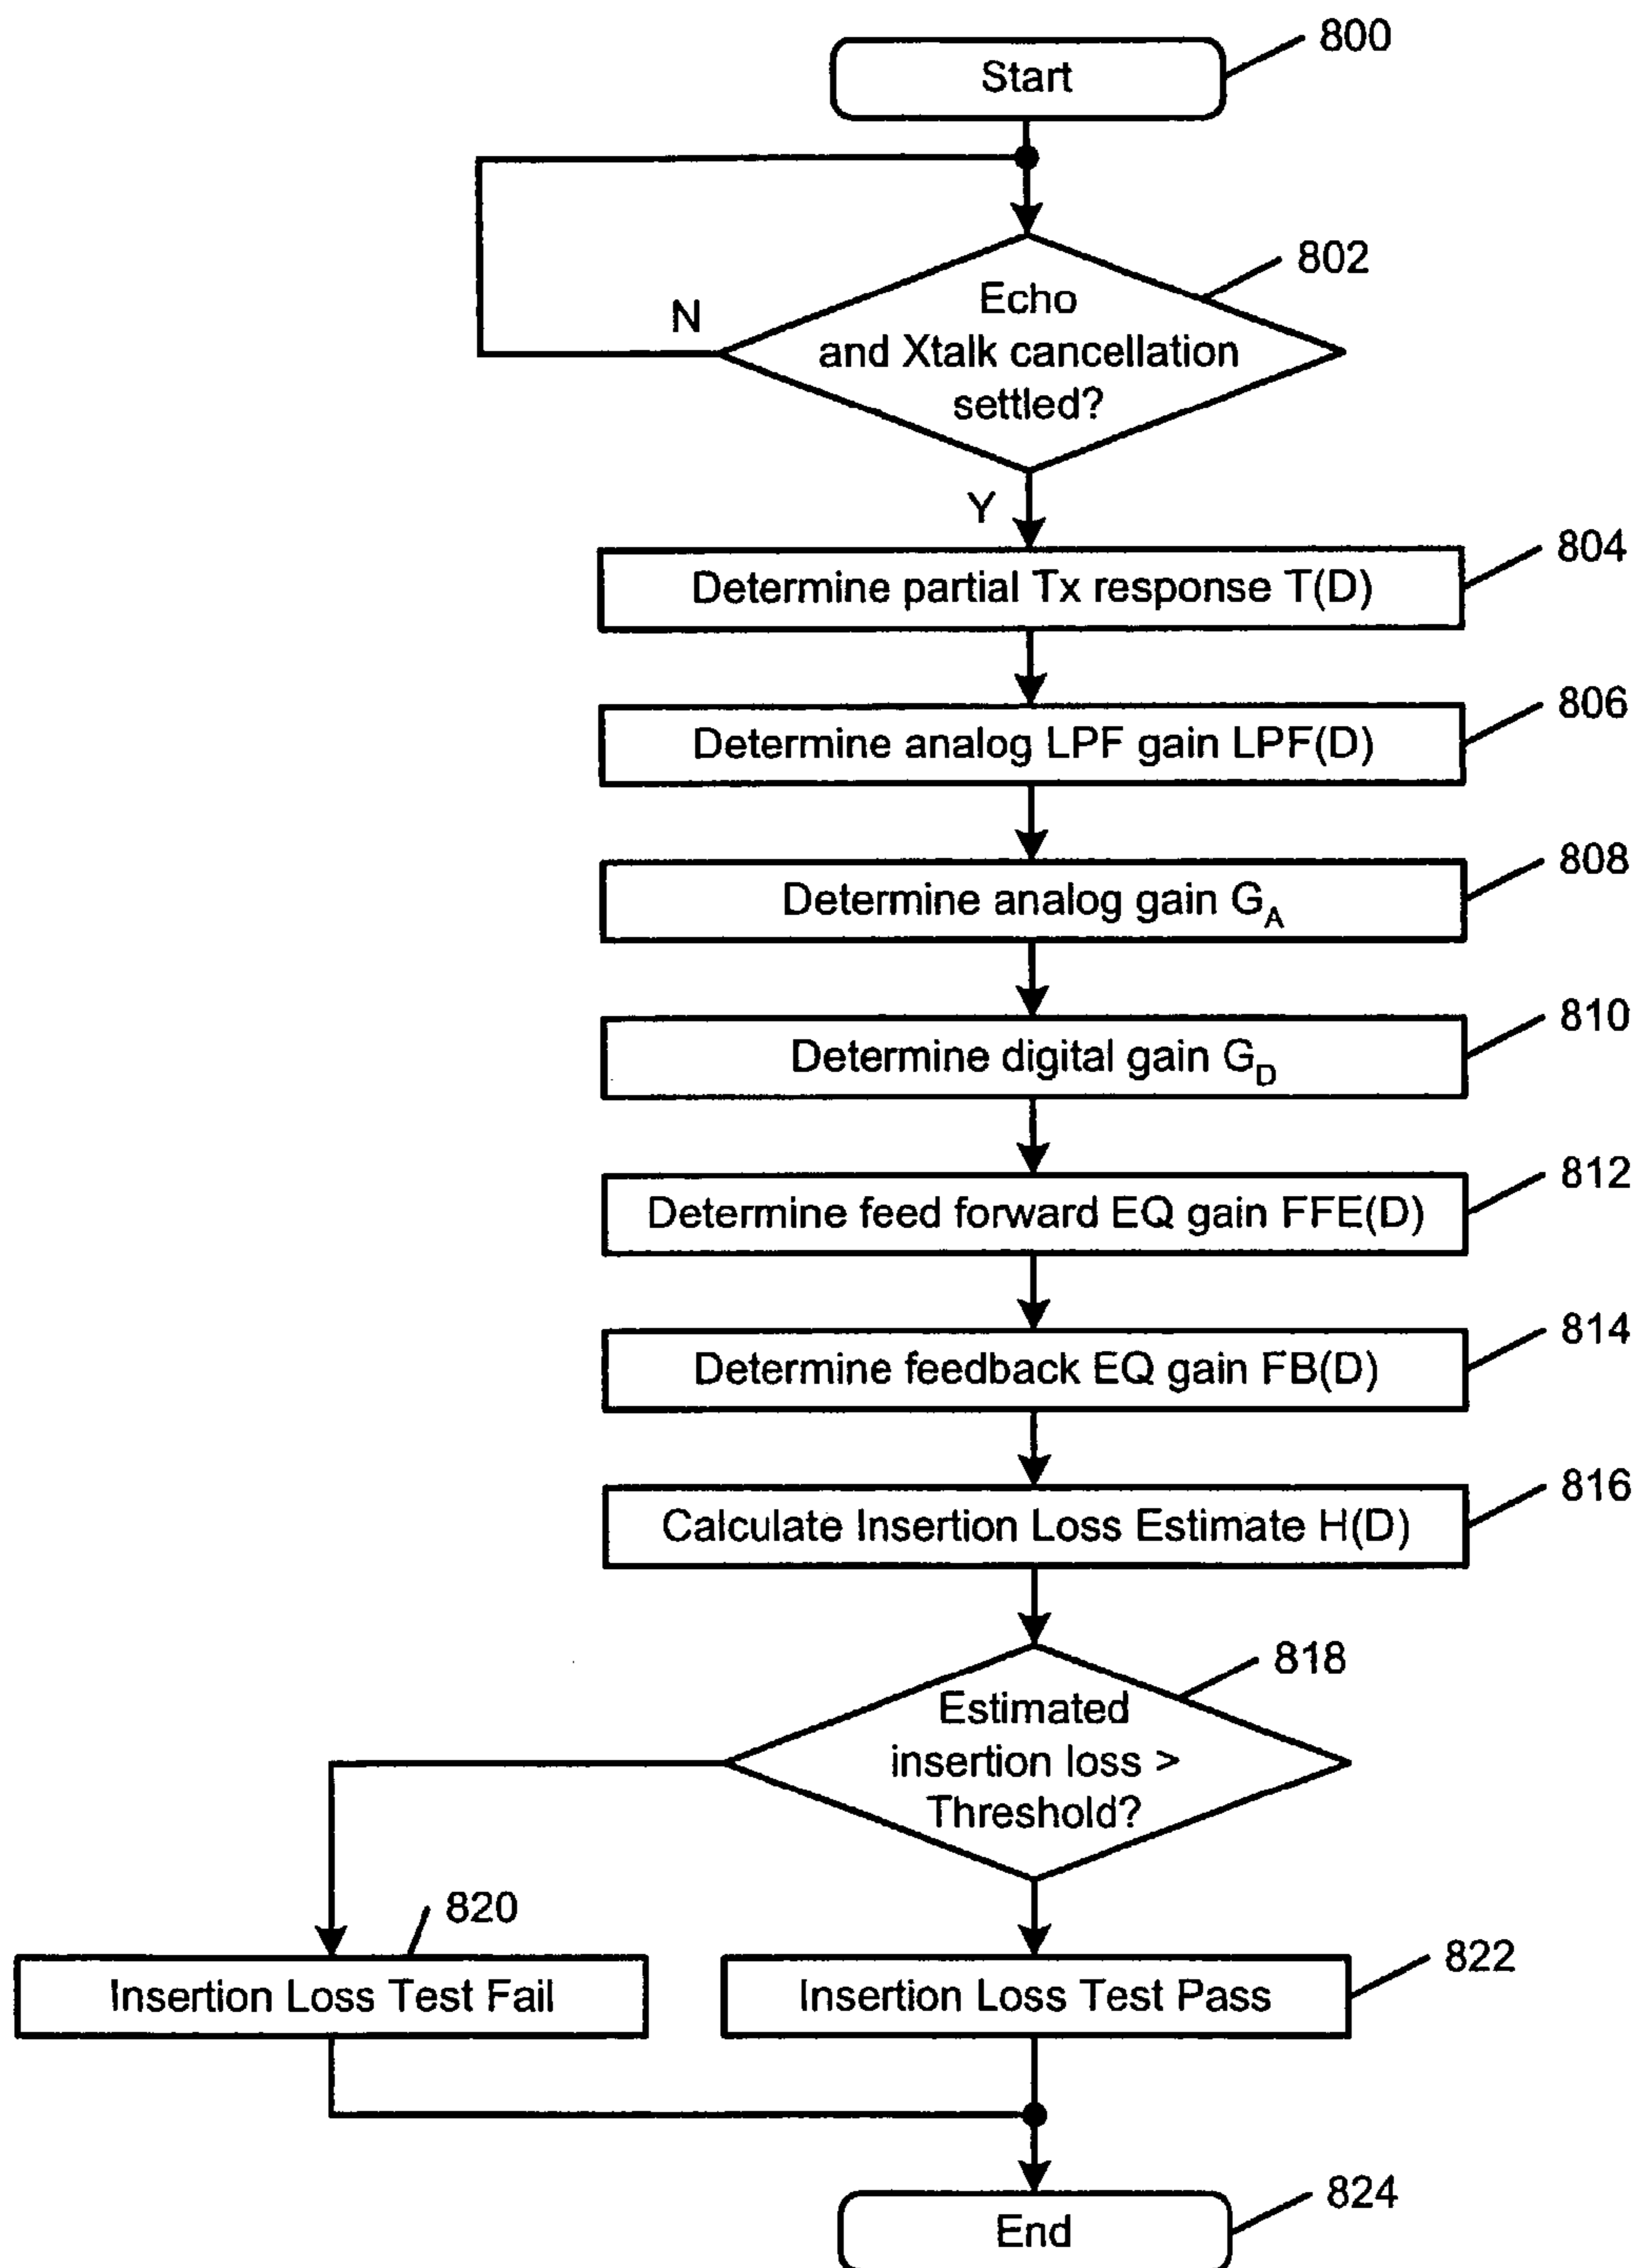 800
Start
802
Echo
and Xtalk cancellation
settled?
N
Y
804
Determine partial Tx response T(D)
806
Determine analog LPF gain LPF(D)
808
Determine analog gain GA
810
Determine digital gain GD
812
Determine feed forward EQ gain FFE(D)
814
Determine feedback EQ gain FB(D)
816
Calculate Insertion Loss Estimate H(D)
818
Estimated
insertion loss >
Threshold?
820
Insertion Loss Test Fail
822
Insertion Loss Test Pass
824
End